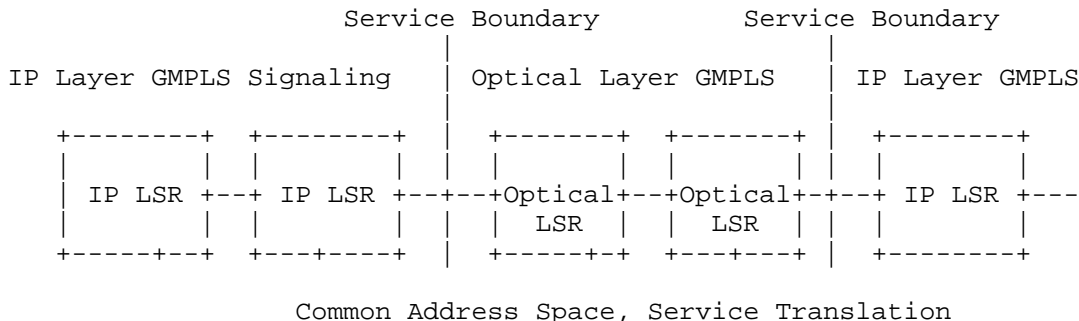 Service Boundary Service Boundary
IP Layer GMPLS Signaling Optical Layer GMPLS IP Layer GMPLS
IP LSR IP LSR Optical Optical IP LSR
LSR LSR
Common Address Space, Service Translation